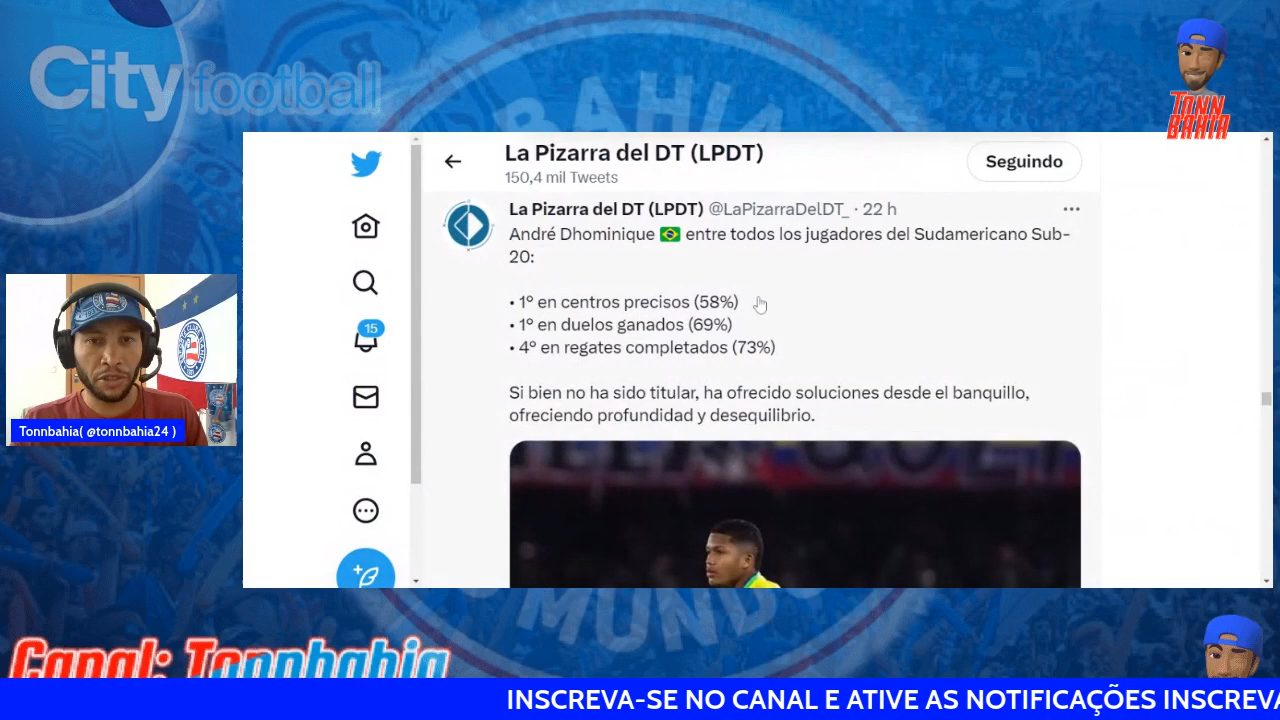 City football
BAHIA
TONN
BAHIA
La Pizarra del DT (LPDT)
150,4 mil Tweets
Seguindo
La Pizarra del DT (LPDT) @LaPizarraDelDT_ · 22 h
André Dhominique 🇧🇷 entre todos los jugadores del Sudamericano Sub-
20:
• 1º en centros precisos (58%)
• 1º en duelos ganados (69%)
• 4º en regates completados (73%)
Si bien no ha sido titular, ha ofrecido soluciones desde el banquillo,
ofreciendo profundidad y desequilibrio.
15
Tonnbahia( @tonnbahia24 )
MUNDO
Canal: Tonnbahia
INSCREVA-SE NO CANAL E ATIVE AS NOTIFICAÇÕES INSCREVA